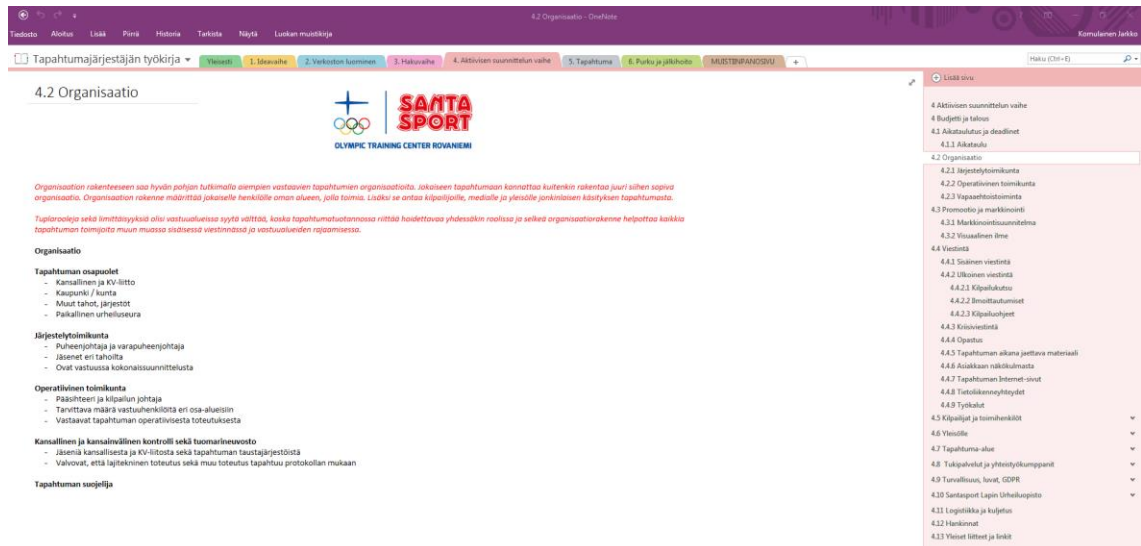 4.2 Organisaatio - OneNote
Tiedosto Aloitus Lisää Piirrä Historia Tarkista Näytä Luokan muistikirja
Komulainen Jarkko
Tapahtumajärjestäjän työkirja
Yleisesti 1. Ideavaihe 2. Verkoston luominen 3. Hakuvaihe 4. Aktiivisen suunnittelun vaihe 5. Tapahtuma 6. Purku ja jälkihoito MUISTIINPANOSIVU +
Haku (Ctrl+E)
4.2 Organisaatio
SANTA
SPORT
OLYMPIC TRAINING CENTER ROVANIEMI
Organisaation rakenteeseen saa hyvän pohjan tutkimalla aiempien vastaavien tapahtumien organisaatioita. Jokaiseen tapahtumaan kannattaa kuitenkin rakentaa juuri siihen sopiva
organisaatio. Organisaation rakenne määrittää jokaiselle henkilölle oman alueen, jolla toimia. Lisäksi se antaa kilpailijoille, medialle ja yleisölle jonkinlaisen käsityksen tapahtumasta.
Tuplarooleja sekä limittäisyyksiä olisi vastuualueissa syytä välttää, koska tapahtumatuotannossa riittää hoidettavaa yhdessäkin roolissa ja selkeä organisaatiorakenne helpottaa kaikkia
tapahtuman toimijoita muun muassa sisäisessä viestinnässä ja vastuualueiden rajaamisessa.
Organisaatio
Tapahtuman osapuolet
- Kansallinen ja KV-liitto
- Kaupunki / kunta
- Muut tahot, järjestöt
- Paikallinen urheiluseura
Järjestelytoimikunta
- Puheenjohtaja ja varapuheenjohtaja
- Jäsenet eri tahoilta
- Ovat vastuussa kokonaissuunnittelusta
Operatiivinen toimikunta
- Pääsihteeri ja kilpailun johtaja
- Tarvittava määrä vastuuhenkilöitä eri osa-alueisiin
- Vastaavat tapahtuman operatiivisesta toteutuksesta
Kansallinen ja kansainvälinen kontrolli sekä tuomarineuvosto
- Jäseniä kansallisesta ja KV-liitosta sekä tapahtuman taustajärjestöistä
- Valvovat, että lajitekninen toteutus sekä muu toteutus tapahtuu protokollan mukaan
Tapahtuman suojelija
Lisää sivu
4 Aktiivisen suunnittelun vaihe
4 Budjetti ja talous
4.1 Aikataulutus ja deadlinet
4.1.1 Aikataulu
4.2 Organisaatio
4.2.1 Järjestelytoimikunta
4.2.2 Operatiivinen toimikunta
4.2.3 Vapaaehtoistoiminta
4.3 Promootio ja markkinointi
4.3.1 Markkinointisuunnitelma
4.3.2 Visuaalinen ilme
4.4 Viestintä
4.4.1 Sisäinen viestintä
4.4.2 Ulkoinen viestintä
4.4.2.1 Kilpailukutsu
4.4.2.2 Ilmoittautumiset
4.4.2.3 Kilpailuohjeet
4.4.3 Kriisiviestintä
4.4.4 Opastus
4.4.5 Tapahtuman aikana jaettava materiaali
4.4.6 Asiakkaan näkökulmasta
4.4.7 Tapahtuman Internet-sivut
4.4.8 Tietoliikenneyhteydet
4.4.9 Työkalut
4.5 Kilpailijat ja toimihenkilöt
4.6 Yleisölle
4.7 Tapahtuma-alue
4.8 Tukipalvelut ja yhteistyökumppanit
4.9 Turvallisuus, luvat, GDPR
4.10 Santasport Lapin Urheiluopisto
4.11 Logistiikka ja kuljetus
4.12 Hankinnat
4.13 Yleiset liitteet ja linkit